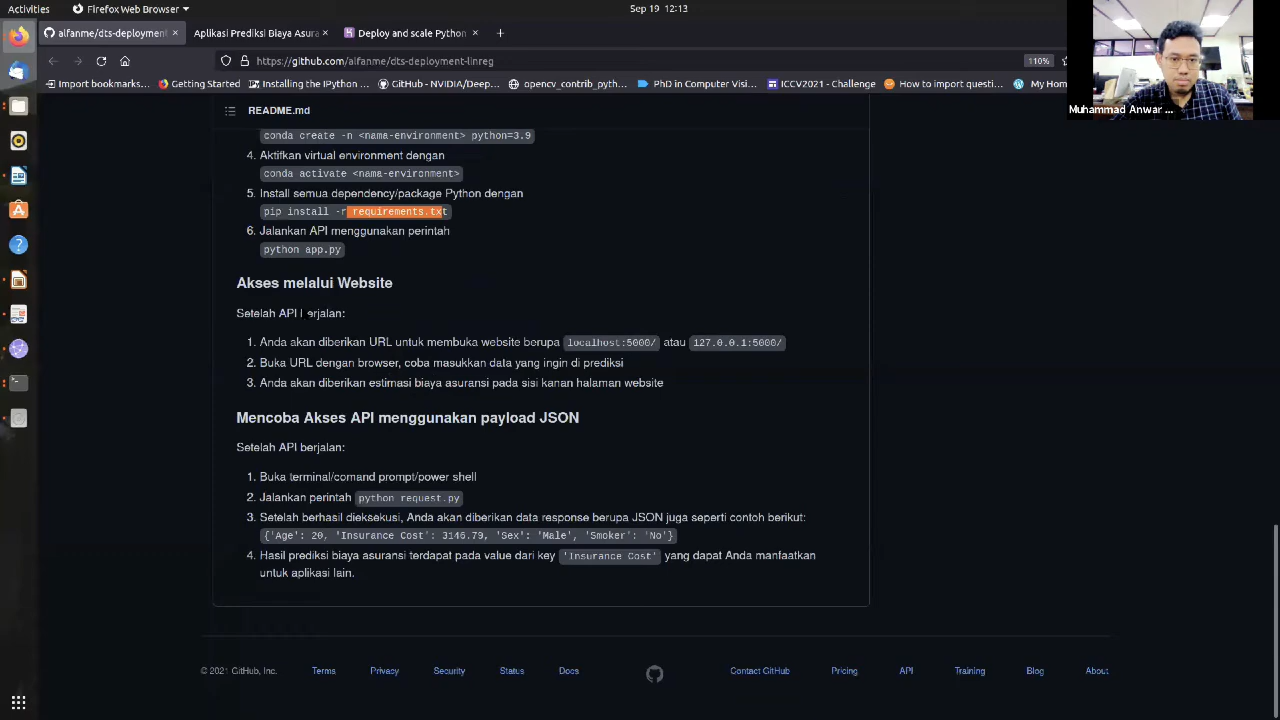 Activities
Firefox Web Browser
Sep 19 12:13
alfanme/dts-deployment
Aplikasi Prediksi Biaya Asura
Deploy and scale Python
https://github.com/alfanme/dts-deployment-linreg
110%
Import bookmarks...
Getting Started
Installing the IPython...
GitHub - NVIDIA/Deep...
opencv_contrib_pyth...
PhD in Computer Visi...
ICCV2021 - Challenge
How to import questi...
My Hom
Muhammad Anwar ...
README.md
conda create -n <nama-environment> python=3.9
4. Aktifkan virtual environment dengan
conda activate <nama-environment>
5. Install semua dependency/package Python dengan
pip install -r requirements.txt
6. Jalankan API menggunakan perintah
python app.py
Akses melalui Website
Setelah API berjalan:
1. Anda akan diberikan URL untuk membuka website berupa localhost:5000/ atau 127.0.0.1:5000/
2. Buka URL dengan browser, coba masukkan data yang ingin di prediksi
3. Anda akan diberikan estimasi biaya asuransi pada sisi kanan halaman website
Mencoba Akses API menggunakan payload JSON
Setelah API berjalan:
1. Buka terminal/comand prompt/power shell
2. Jalankan perintah python request.py
3. Setelah berhasil dieksekusi, Anda akan diberikan data response berupa JSON juga seperti contoh berikut:
{'Age': 20, 'Insurance Cost': 3146.79, 'Sex': 'Male', 'Smoker': 'No'}
4. Hasil prediksi biaya asuransi terdapat pada value dari key 'Insurance Cost' yang dapat Anda manfaatkan
untuk aplikasi lain.
© 2021 GitHub, Inc.
Terms
Privacy
Security
Status
Docs
Contact GitHub
Pricing
API
Training
Blog
About